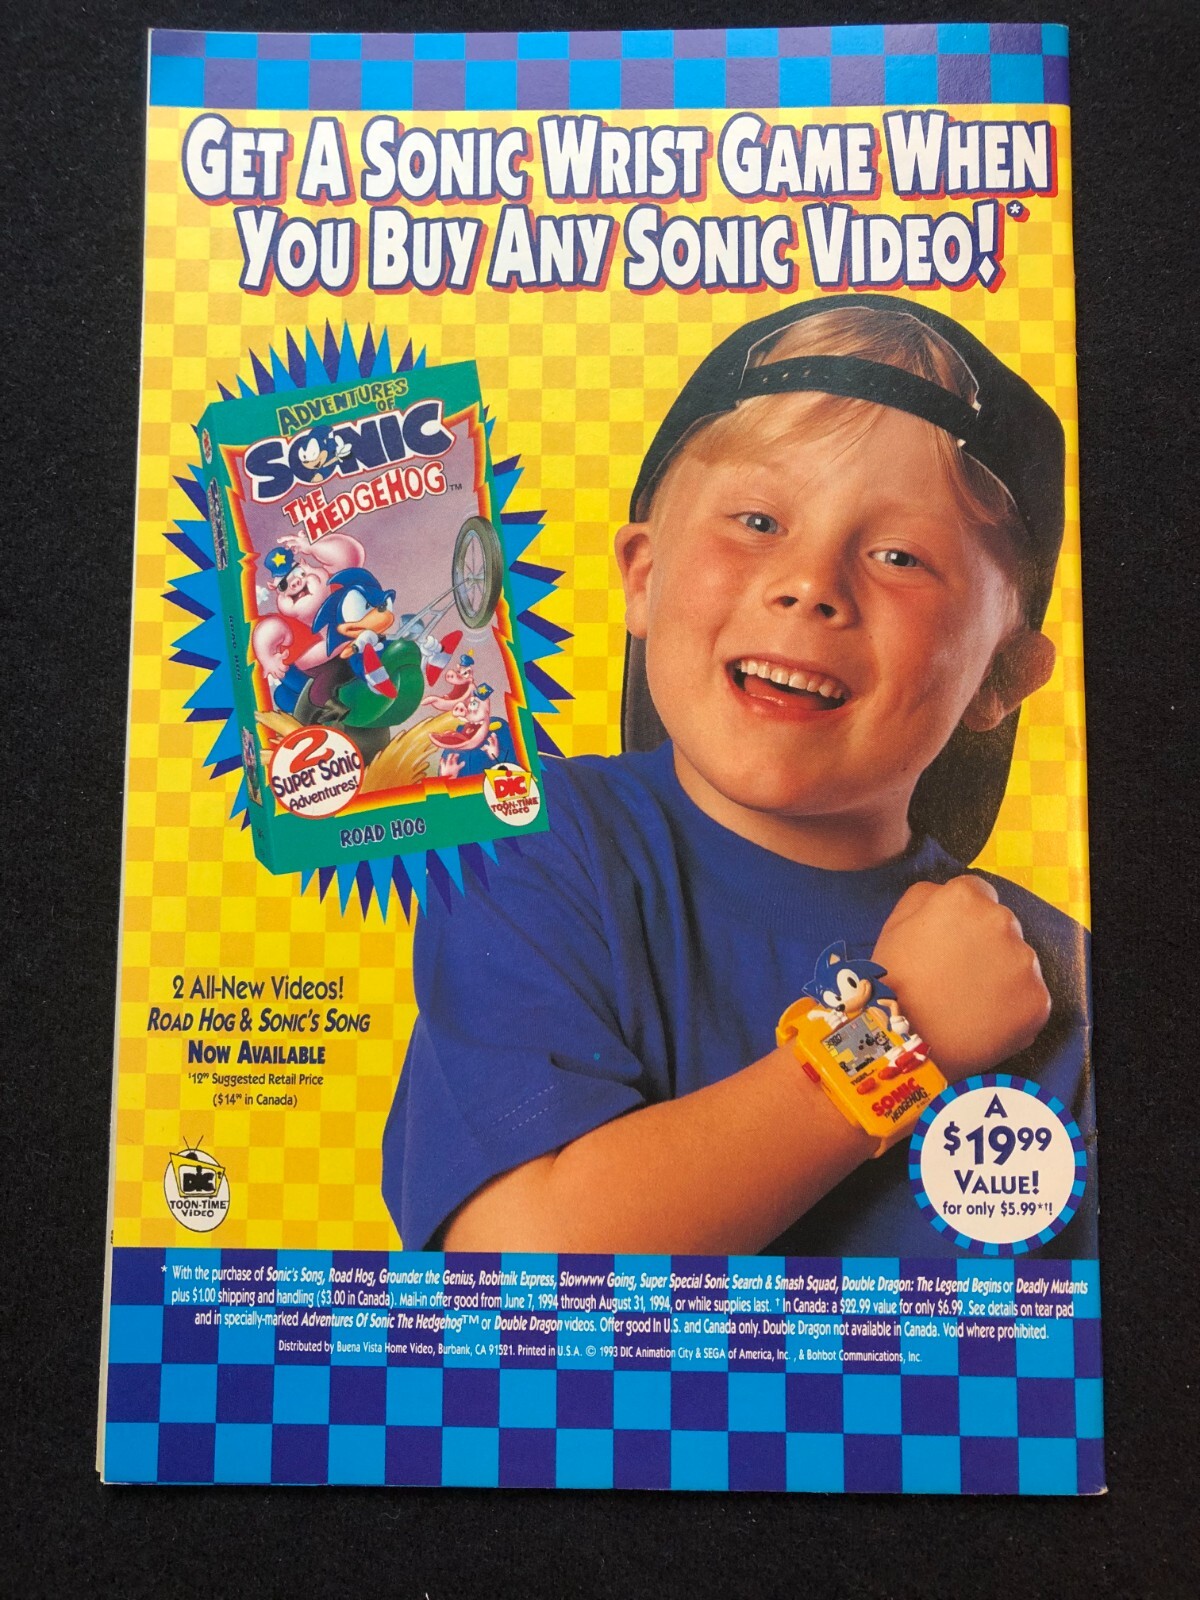 GET A SONIC WRIST GAME WHEN
YOU BUY ANY SONIC VIDEO!*
ADVENTURES
OF
SONIC
THE
HEDGEHOG™
2
Super Sonic
Adventures!
DIC
TOON-TIME
VIDEO
ROAD HOG
2 All-New Videos!
ROAD HOG & SONIC'S SONG
NOW AVAILABLE
$12⁹⁹ Suggested Retail Price
($14⁹⁹ in Canada)
DIC
TOON-TIME
VIDEO
SONIC
THE
HEDGEHOG
A
$19⁹⁹
VALUE!
for only $5.99*†!
* With the purchase of Sonic's Song, Road Hog, Grounder the Genius, Robitnik Express, Slowwww Going, Super Special Sonic Search & Smash Squad, Double Dragon: The Legend Begins or Deadly Mutants
plus $1.00 shipping and handling ($3.00 in Canada). Mail-in offer good from June 7, 1994 through August 31, 1994, or while supplies last. † In Canada: a $22.99 value for only $6.99. See details on tear pad
and in specially-marked Adventures Of Sonic The Hedgehog™ or Double Dragon videos. Offer good In U.S. and Canada only. Double Dragon not available in Canada. Void where prohibited.
Distributed by Buena Vista Home Video, Burbank, CA 91521. Printed in U.S.A. © 1993 DIC Animation City & SEGA of America, Inc., & Bohbot Communications, Inc.